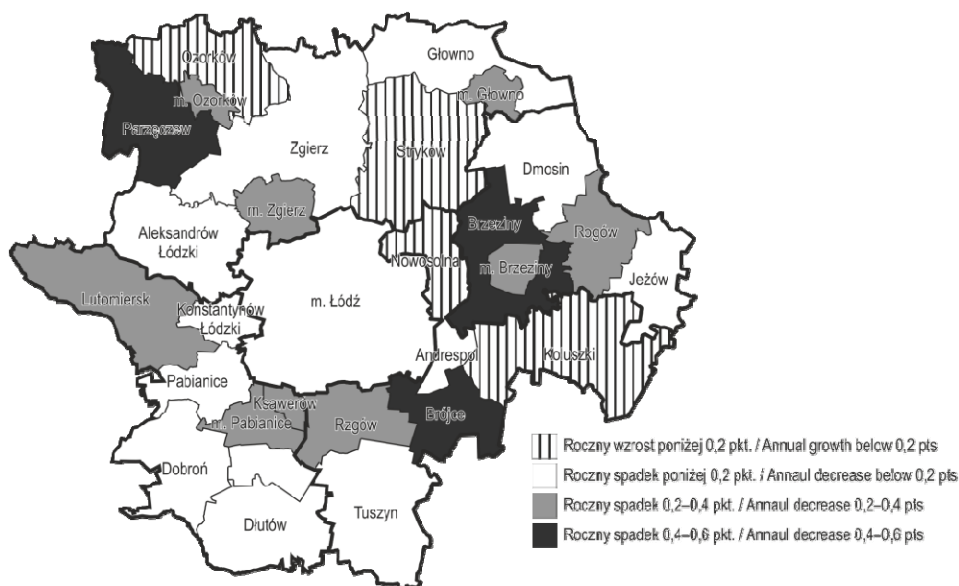 Głowno
Ozorków
m. Głowno
m. Ozorków
Parzęczew
Zgierz
Stryków
Dmosin
m. Zgierz
Brzeziny
Rogów
Aleksandrów
Łódzki
Nowosolna
m. Brzeziny
Jeżów
Lutomiersk
m. Łódź
Konstantynów
Łódzki
Andrespol
Koluszki
Pabianice
Ksawerów
m. Pabianice
Rzgów
Brójce
Dobroń
Dłutów
Tuszyn
Roczny wzrost poniżej 0,2 pkt. / Annual growth below 0,2 pts
Roczny spadek poniżej 0,2 pkt. / Annaul decrease below 0,2 pts
Roczny spadek 0,2–0,4 pkt. / Annaul decrease 0,2–0,4 pts
Roczny spadek 0,4–0,6 pkt. / Annaul decrease 0,4–0,6 pts